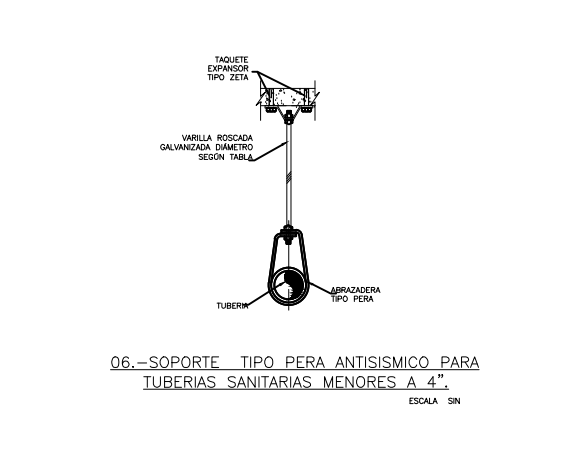 TAQUETE
EXPANSOR
TIPO ZETA
VARILLA ROSCADA
GALVANIZADA DIÁMETRO
SEGÚN TABLA
ABRAZADERA
TIPO PERA
TUBERIA
06.-SOPORTE TIPO PERA ANTISISMICO PARA
TUBERIAS SANITARIAS MENORES A 4".
ESCALA SIN